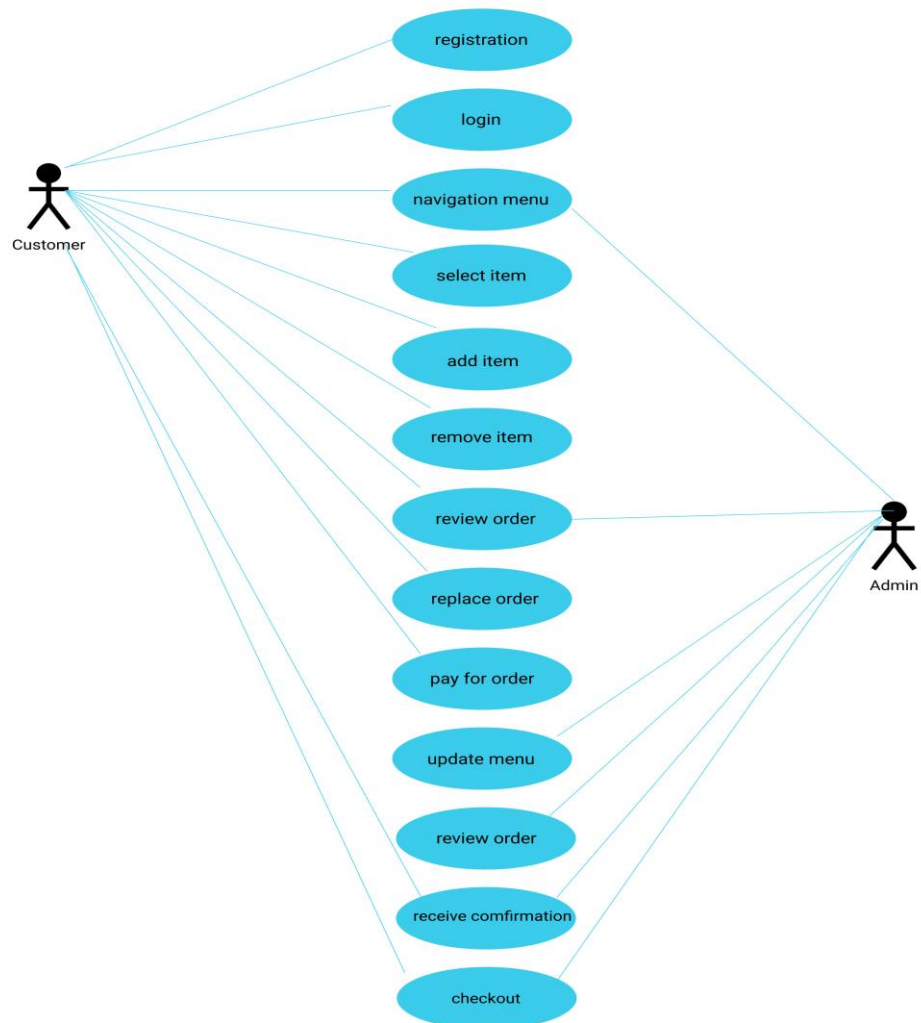 registration
login
navigation menu
Customer
select item
add item
remove item
review order
replace order
Admin
pay for order
update menu
review order
receive comfirmation
checkout